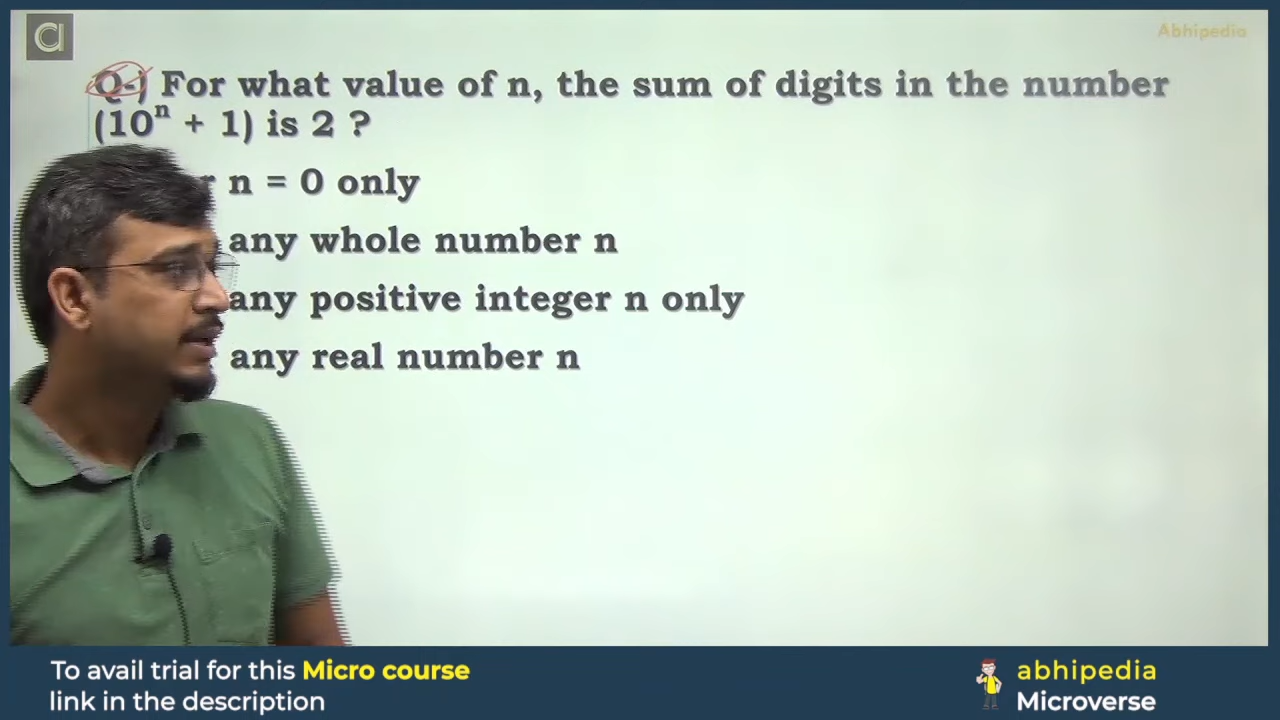 Abhipedia
Q-) For what value of n, the sum of digits in the number
(10ⁿ + 1) is 2 ?
n = 0 only
any whole number n
any positive integer n only
any real number n
To avail trial for this Micro course
link in the description
abhipedia
Microverse